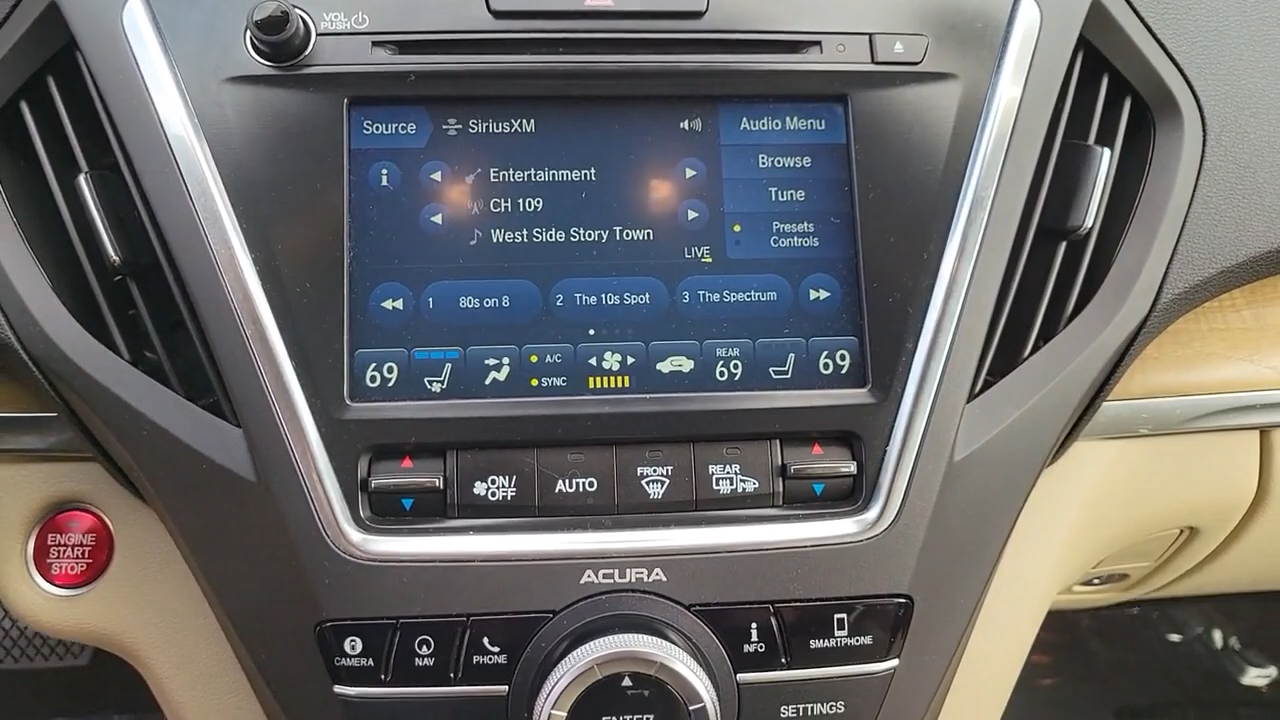 VOL
PUSH
Source
SiriusXM
Audio Menu
Entertainment
Browse
CH 109
Tune
West Side Story Town
Presets
Controls
LIVE
1 80s on 8
2 The 10s Spot
3 The Spectrum
69
A/C
SYNC
REAR
69
69
ON/
OFF
AUTO
FRONT
REAR
ENGINE
START
STOP
ACURA
CAMERA
NAV
PHONE
INFO
SMARTPHONE
SETTINGS
ENTER